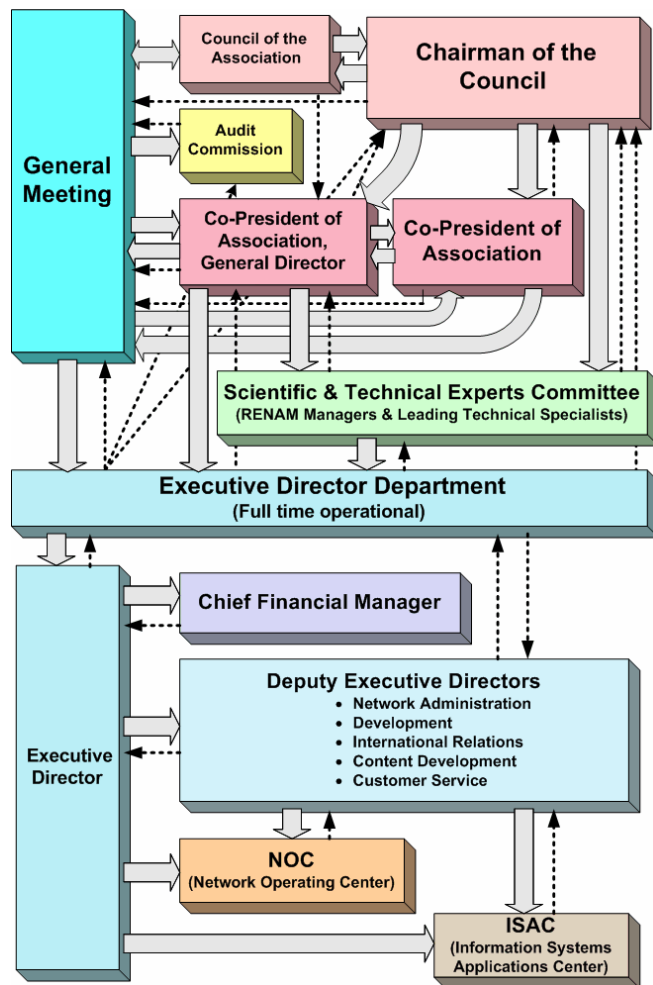 Council of the
Association
Chairman of the
Council
General
Meeting
Audit
Commission
Co-President of
Association,
General Director
Co-President of
Association
Scientific & Technical Experts Committee
(RENAM Managers & Leading Technical Specialists)
Executive Director Department
(Full time operational)
Executive
Director
Chief Financial Manager
Deputy Executive Directors
• Network Administration
• Development
• International Relations
• Content Development
• Customer Service
NOC
(Network Operating Center)
ISAC
(Information Systems
Applications Center)